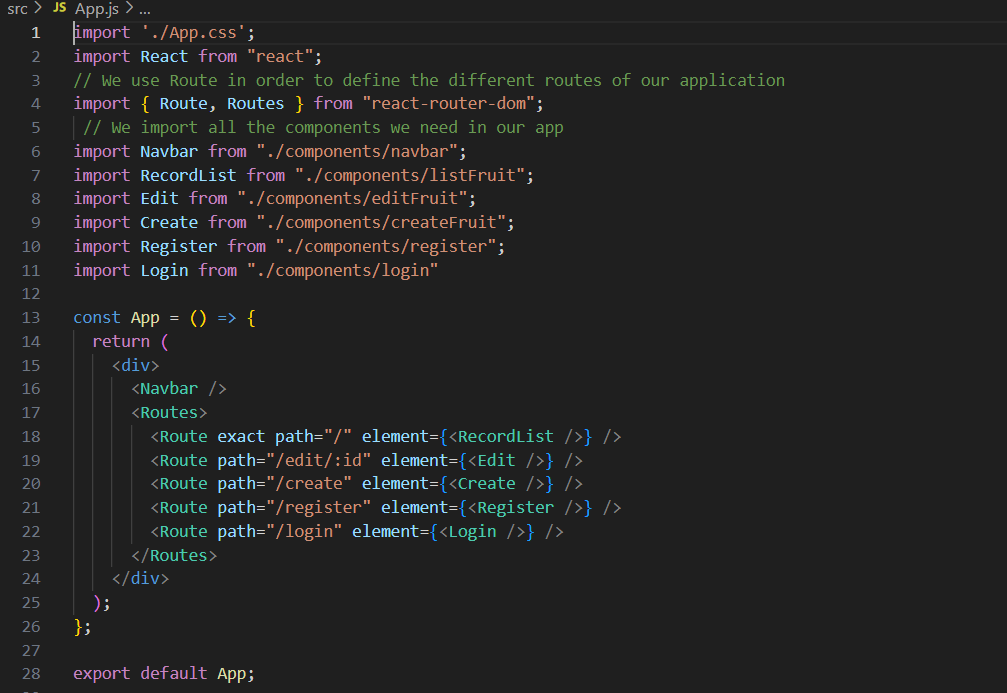 src > JS App.js > ...
1 import './App.css';
2 import React from "react";
3 // We use Route in order to define the different routes of our application
4 import { Route, Routes } from "react-router-dom";
5  // We import all the components we need in our app
6 import Navbar from "./components/navbar";
7 import RecordList from "./components/listFruit";
8 import Edit from "./components/editFruit";
9 import Create from "./components/createFruit";
10 import Register from "./components/register";
11 import Login from "./components/login"
12
13 const App = () => {
14   return (
15     <div>
16       <Navbar />
17       <Routes>
18         <Route exact path="/" element={<RecordList />} />
19         <Route path="/edit/:id" element={<Edit />} />
20         <Route path="/create" element={<Create />} />
21         <Route path="/register" element={<Register />} />
22         <Route path="/login" element={<Login />} />
23       </Routes>
24     </div>
25   );
26 };
27
28 export default App;